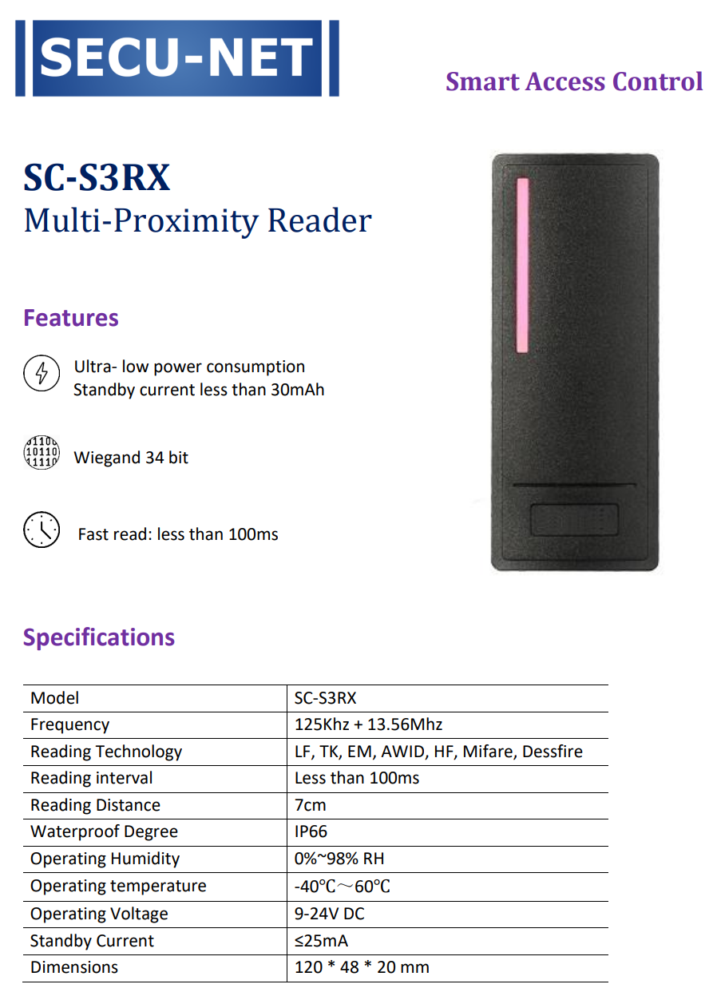 SECU-NET
Smart Access Control
SC-S3RX
Multi-Proximity Reader
Features
Ultra- low power consumption
Standby current less than 30mAh
01100
10110
11110
Wiegand 34 bit
Fast read: less than 100ms
Specifications
Model SC-S3RX
Frequency 125Khz + 13.56Mhz
Reading Technology LF, TK, EM, AWID, HF, Mifare, Dessfire
Reading interval Less than 100ms
Reading Distance 7cm
Waterproof Degree IP66
Operating Humidity 0%~98% RH
Operating temperature -40℃～60℃
Operating Voltage 9-24V DC
Standby Current ≤25mA
Dimensions 120 * 48 * 20 mm